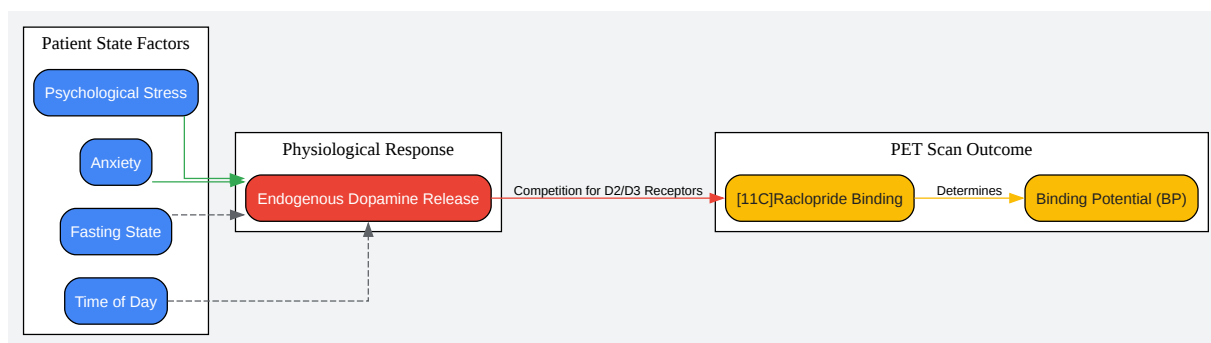 Patient State Factors
Psychological Stress
Anxiety
Fasting State
Time of Day
Physiological Response
Endogenous Dopamine Release
Competition for D2/D3 Receptors
PET Scan Outcome
[11C]Raclopride Binding
Determines
Binding Potential (BP)